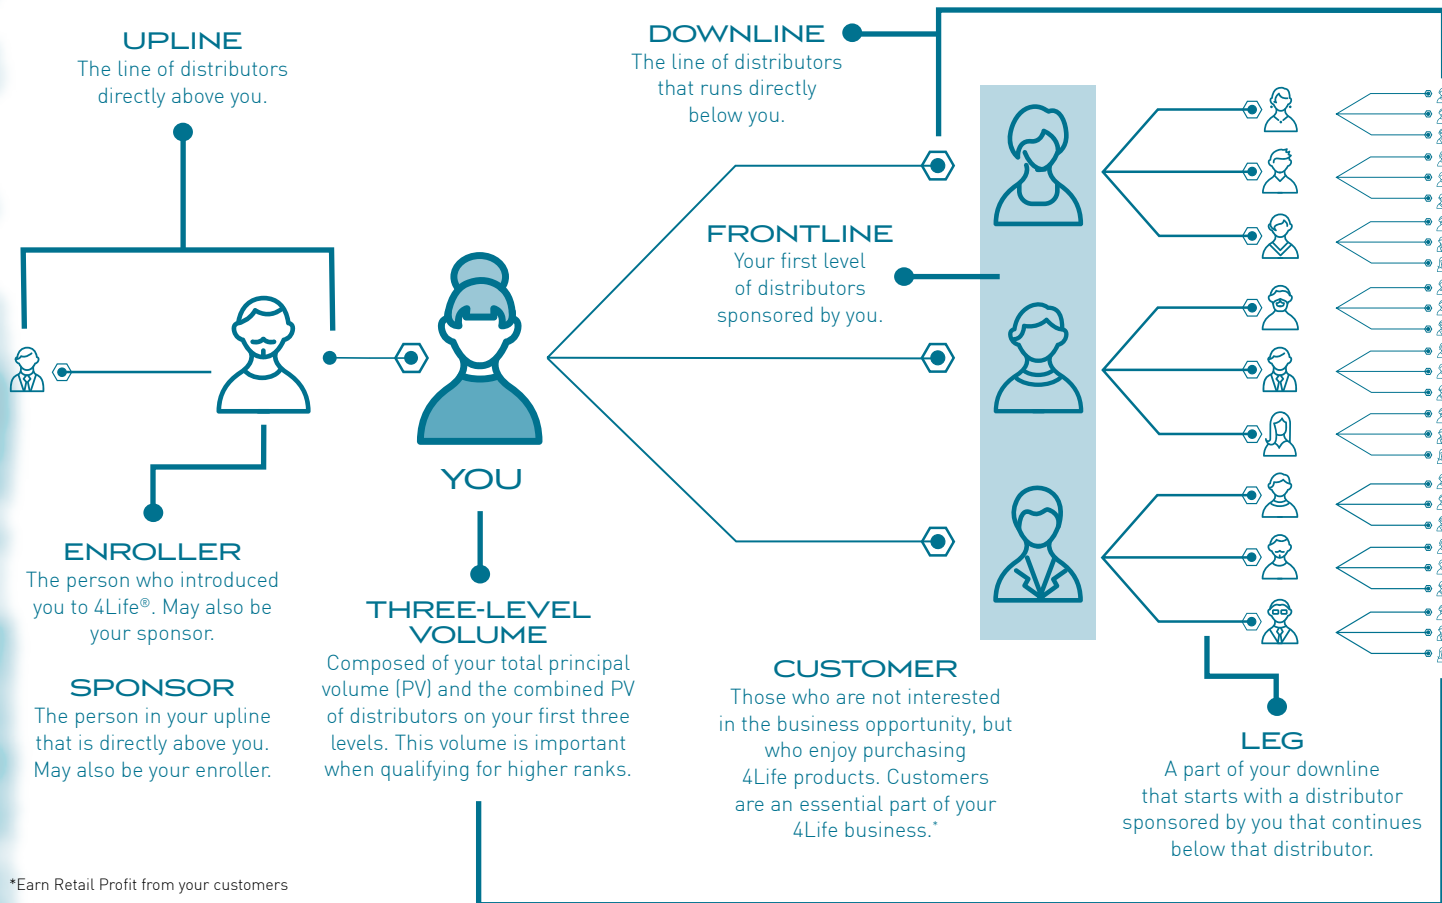 UPLINE
The line of distributors
directly above you.
DOWNLINE
The line of distributors
that runs directly
below you.
FRONTLINE
Your first level
of distributors
sponsored by you.
YOU
ENROLLER
The person who introduced
you to 4Life®. May also be
your sponsor.
SPONSOR
The person in your upline
that is directly above you.
May also be your enroller.
THREE-LEVEL
VOLUME
Composed of your total principal
volume (PV) and the combined PV
of distributors on your first three
levels. This volume is important
when qualifying for higher ranks.
CUSTOMER
Those who are not interested
in the business opportunity, but
who enjoy purchasing
4Life products. Customers
are an essential part of your
4Life business.*
LEG
A part of your downline
that starts with a distributor
sponsored by you that continues
below that distributor.
*Earn Retail Profit from your customers